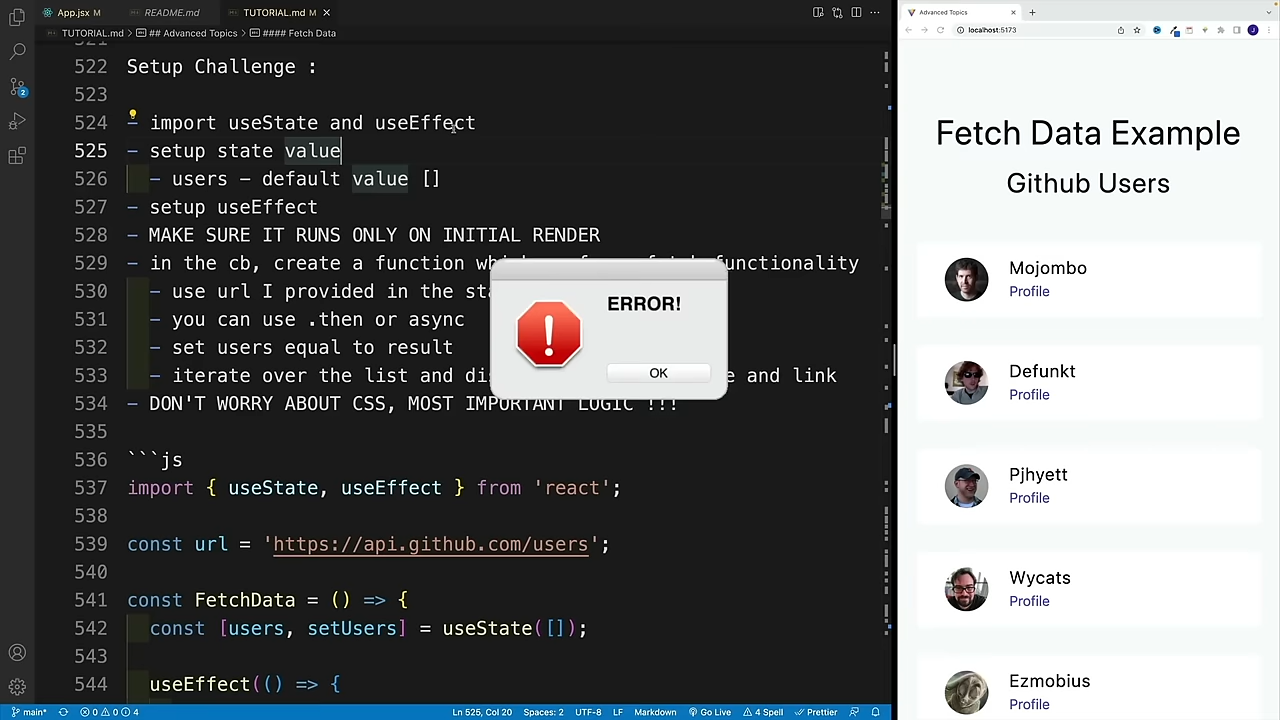 App.jsx M
README.md
TUTORIAL.md M
TUTORIAL.md > ## Advanced Topics > #### Fetch Data
522 Setup Challenge :
523
524 - import useState and useEffect
525 - setup state value
526 - users - default value []
527 - setup useEffect
528 - MAKE SURE IT RUNS ONLY ON INITIAL RENDER
529 - in the cb, create a function functionality
530 - use url I provided in the
531 - you can use .then or async
532 - set users equal to result
533 - iterate over the list and and link
534 - DON'T WORRY ABOUT CSS, MOST IMPORTANT LOGIC !!!
535
536 ```js
537 import { useState, useEffect } from 'react';
538
539 const url = 'https://api.github.com/users';
540
541 const FetchData = () => {
542 const [users, setUsers] = useState([]);
543
544 useEffect(() => {
ERROR!
OK
2
main*
0 0 4
Ln 525, Col 20
Spaces: 2
UTF-8
LF
Markdown
Go Live
4 Spell
Prettier
Advanced Topics
localhost:5173
J
Fetch Data Example
Github Users
Mojombo
Profile
Defunkt
Profile
Pjhyett
Profile
Wycats
Profile
Ezmobius
Profile